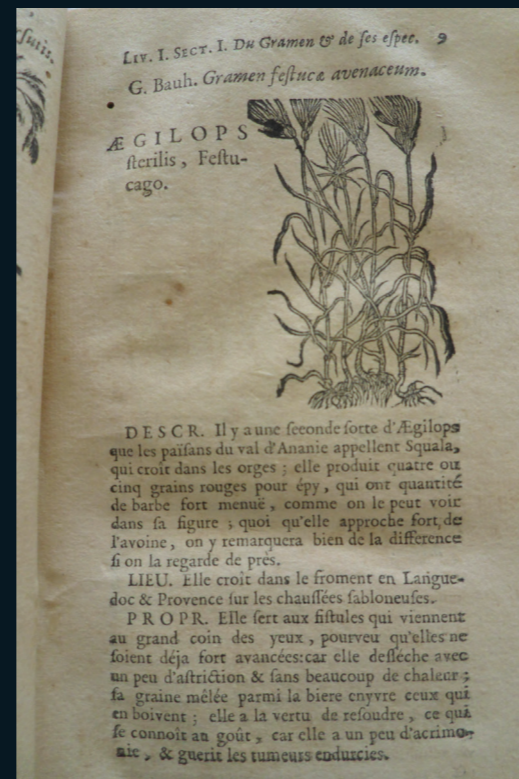 ſutis.
LIV. I. SECT. I. Du Gramen & de ſes eſpec. 9
G. Bauh. Gramen feſtucæ avenaceum.
ÆGILOPS
ſterilis, Feſtu-
cago.
DESCR. Il y a une ſeconde ſorte d'Ægilops
que les païſans du val d'Ananie appellent Squala,
qui croît dans les orges ; elle produit quatre ou
cinq grains rouges pour épy, qui ont quantité
de barbe fort menuë, comme on le peut voir
dans ſa figure ; quoi qu'elle approche fort, de
l'avoine, on y remarquera bien de la difference
ſi on la regarde de prés.
LIEU. Elle croit dans le froment en Langue-
doc & Provence ſur les chauſſées ſabloneuſes.
PROPR. Elle ſert aux fiſtules qui viennent
au grand coin des yeux, pourveu qu'elles ne
ſoient déja fort avancées: car elle deſſéche avec
un peu d'aſtriction & ſans beaucoup de chaleur ;
ſa graine mêlée parmi la biere enyvre ceux qui
en boivent ; elle a la vertu de reſoudre, ce qui
ſe connoît au goût, car elle a un peu d'acrimo-
nie, & guerit les tumeurs endurcies.